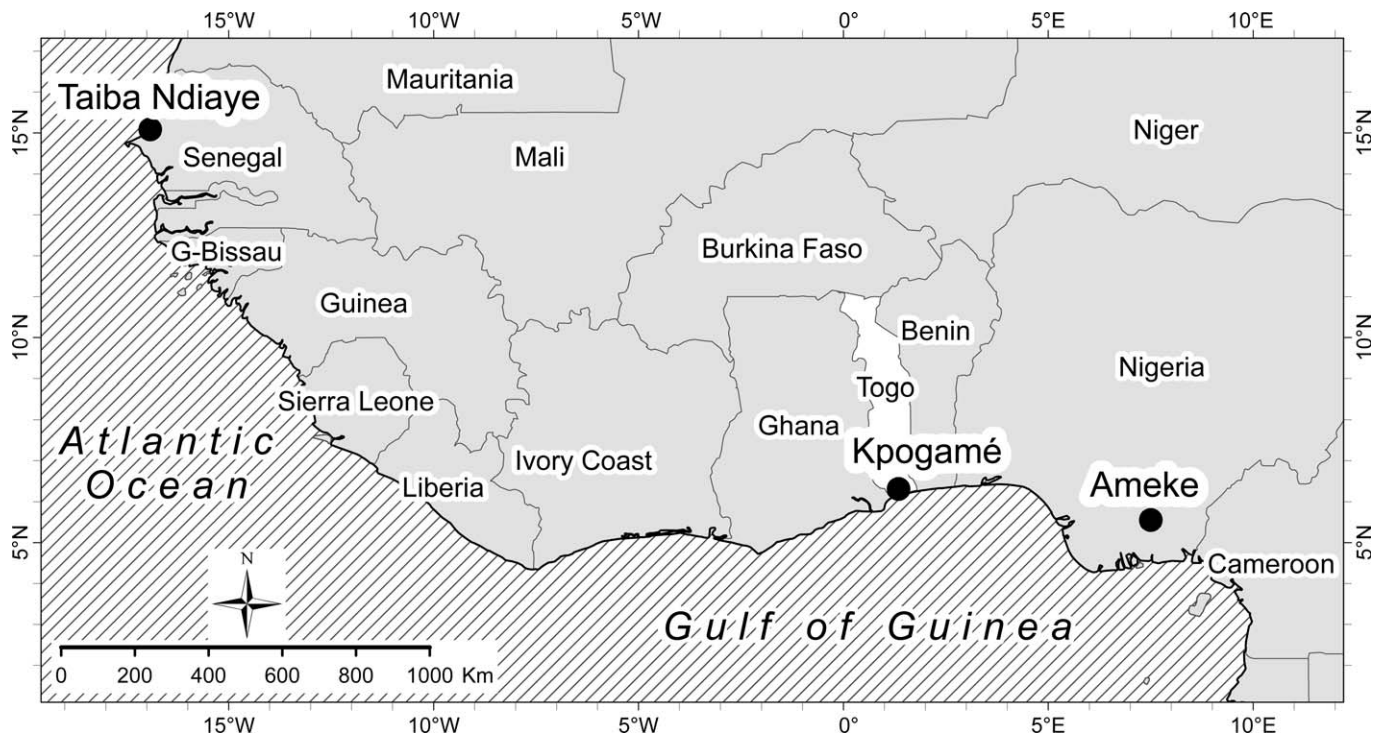 15°W 10°W 5°W 0° 5°E 10°E
Mauritania
Taiba Ndiaye
15°N 15°N
Niger
Senegal
Mali
G-Bissau
Burkina Faso
Guinea
10°N 10°N
Benin
Togo
Nigeria
Sierra Leone
Ghana
Atlantic
Ocean
Ivory Coast
Kpogamé
Liberia
Ameke
5°N 5°N
Cameroon
N
Gulf of Guinea
0 200 400 600 800 1000 Km
15°W 10°W 5°W 0° 5°E 10°E